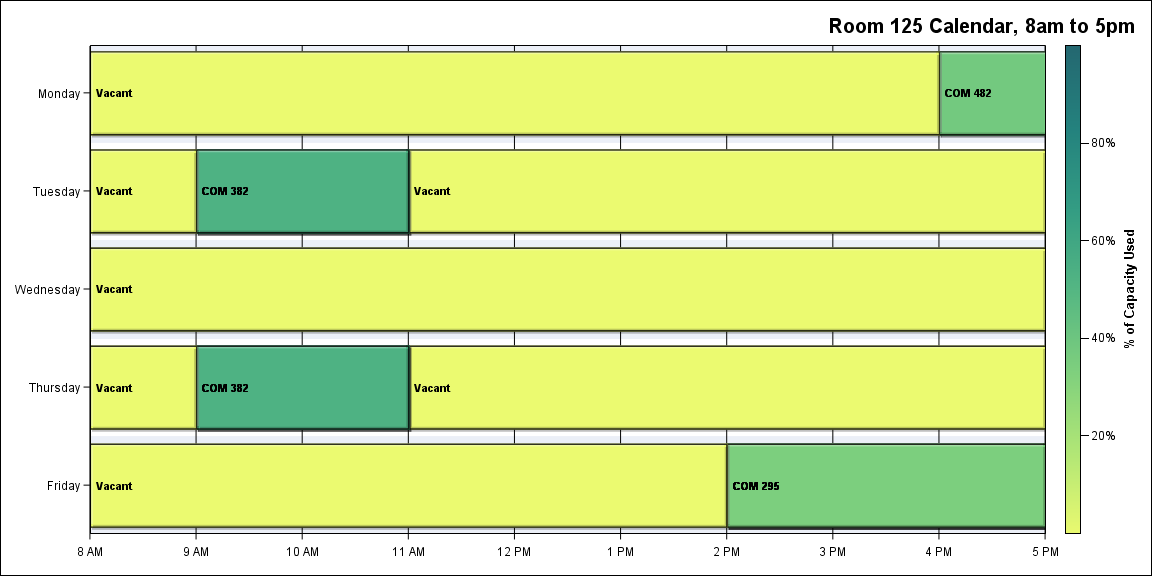 Room 125 Calendar, 8am to 5pm
Monday
Vacant
COM 482
Tuesday
Vacant
COM 382
Vacant
Wednesday
Vacant
Thursday
Vacant
COM 382
Vacant
Friday
Vacant
COM 295
8 AM
9 AM
10 AM
11 AM
12 PM
1 PM
2 PM
3 PM
4 PM
5 PM
80%
60%
40%
20%
% of Capacity Used